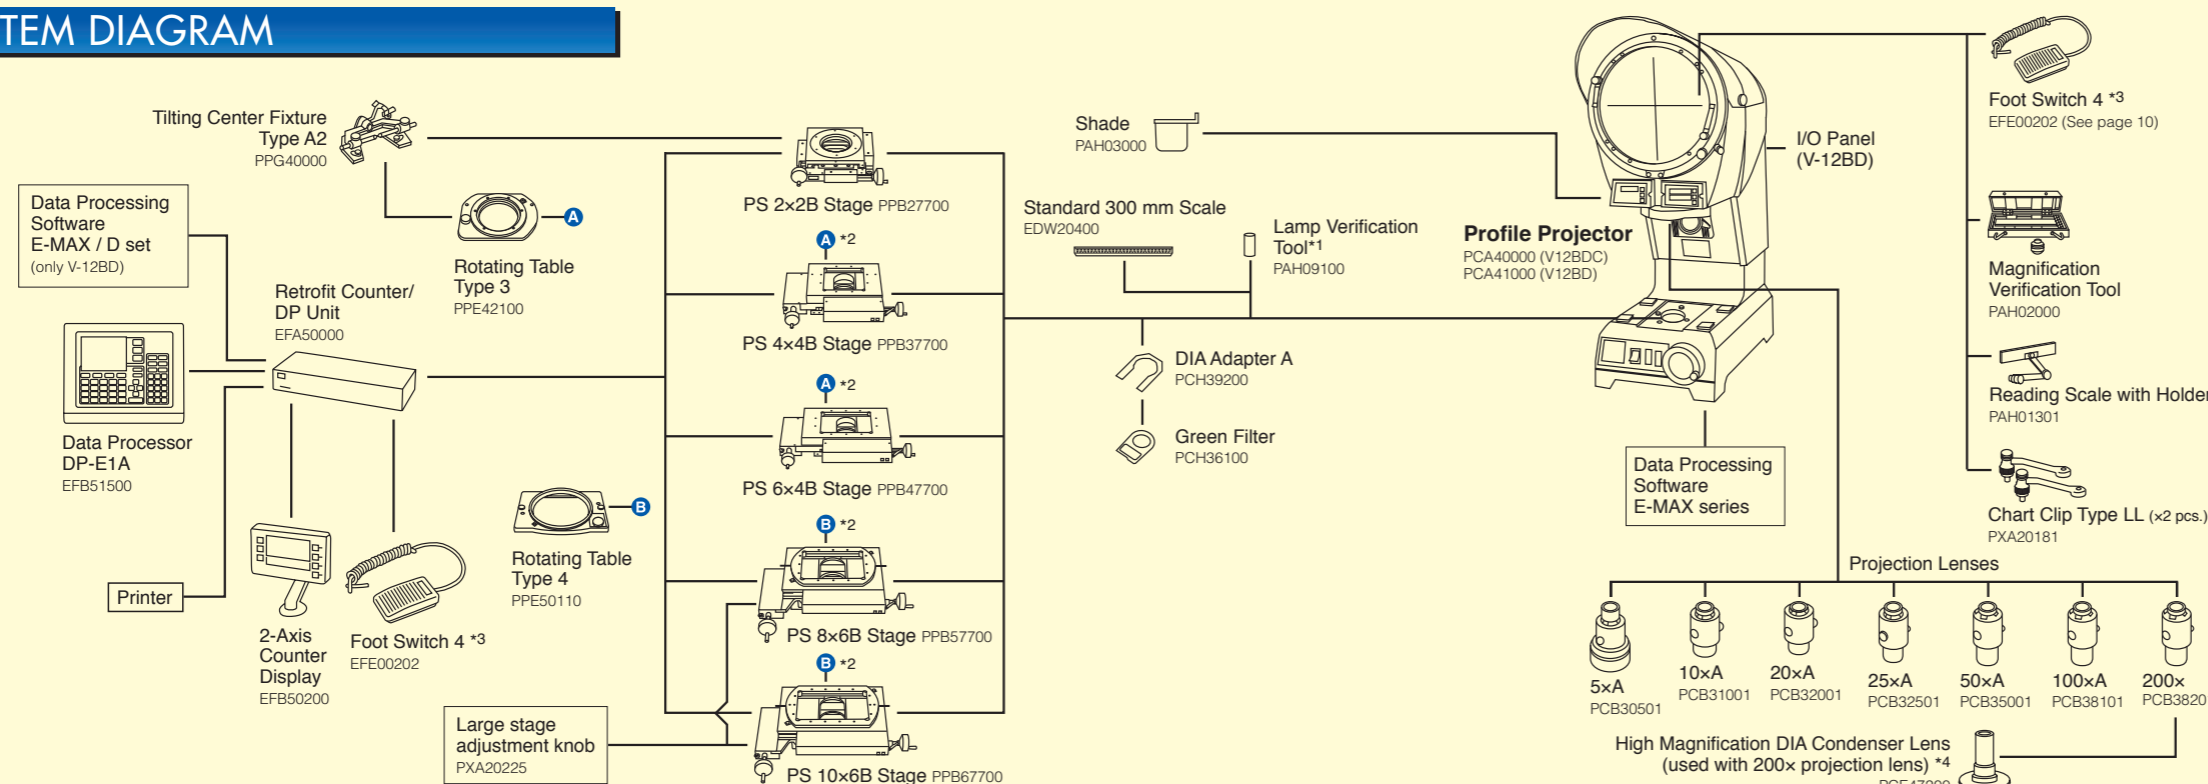 TEM DIAGRAM
Tilting Center Fixture
Type A2
PPG40000
Data Processing
Software
E-MAX / D set
(only V-12BD)
A
Rotating Table
Type 3
PPE42100
Retrofit Counter/
DP Unit
EFA50000
Data Processor
DP-E1A
EFB51500
B
Rotating Table
Type 4
PPE50110
Printer
2-Axis
Counter
Display
EFB50200
Foot Switch 4 *3
EFE00202
Large stage
adjustment knob
PXA20225
PS 2×2B Stage PPB27700
A *2
PS 4×4B Stage PPB37700
A *2
PS 6×4B Stage PPB47700
B *2
PS 8×6B Stage PPB57700
B *2
PS 10×6B Stage PPB67700
Shade
PAH03000
Standard 300 mm Scale
EDW20400
Lamp Verification
Tool*1
PAH09100
DIA Adapter A
PCH39200
Green Filter
PCH36100
Profile Projector
PCA40000 (V12BDC)
PCA41000 (V12BD)
I/O Panel
(V-12BD)
Foot Switch 4 *3
EFE00202 (See page 10)
Magnification
Verification Tool
PAH02000
Reading Scale with Holder
PAH01301
Chart Clip Type LL (×2 pcs.)
PXA20181
Data Processing
Software
E-MAX series
Projection Lenses
5×A
PCB30501
10×A
PCB31001
20×A
PCB32001
25×A
PCB32501
50×A
PCB35001
100×A
PCB38101
200×
PCB3820
High Magnification DIA Condenser Lens
(used with 200× projection lens) *4